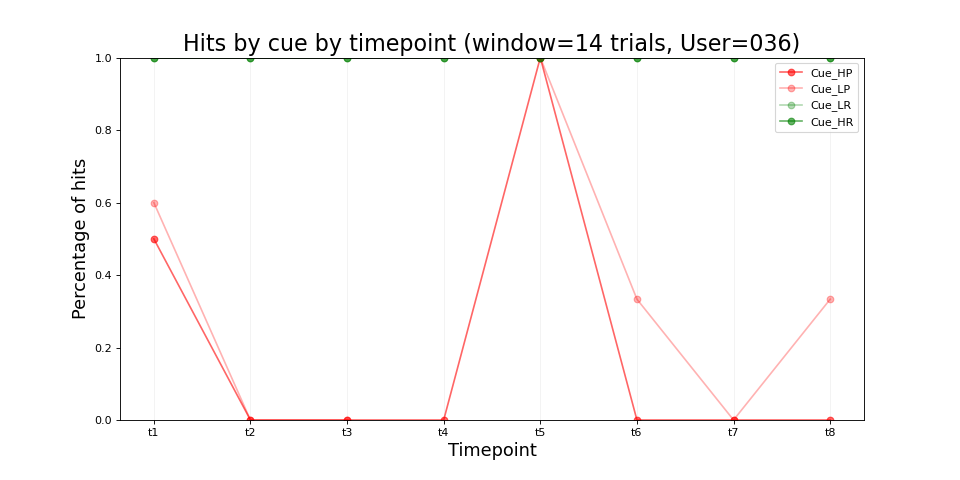 Hits by cue by timepoint (window=14 trials, User=036)
Percentage of hits
1.0
0.8
0.6
0.4
0.2
0.0
Cue_HP
Cue_LP
Cue_LR
Cue_HR
t1 t2 t3 t4 t5 t6 t7 t8
Timepoint